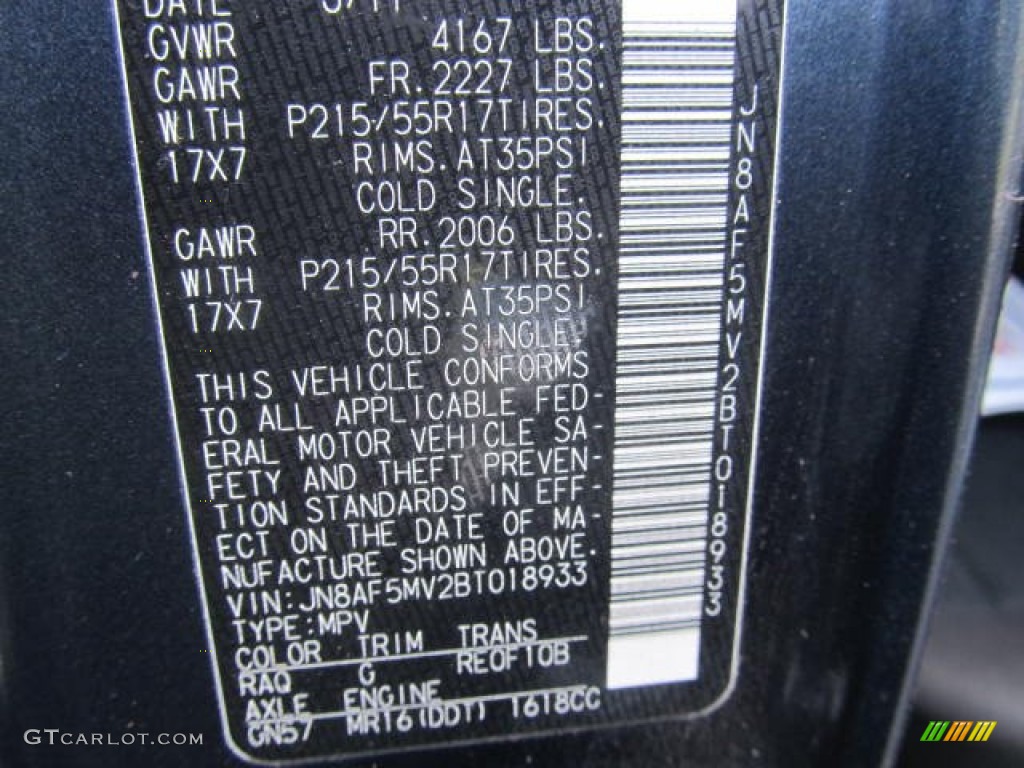 DATE
GVWR 4167 LBS.
GAWR FR. 2227 LBS.
WITH P215/55R17TIRES.
17X7 RIMS. AT35PSI
COLD SINGLE.
GAWR RR. 2006 LBS.
WITH P215/55R17TIRES.
17X7 RIMS. AT35PSI
COLD SINGLE.
THIS VEHICLE CONFORMS
TO ALL APPLICABLE FED-
ERAL MOTOR VEHICLE SA-
FETY AND THEFT PREVEN-
TION STANDARDS IN EFF-
ECT ON THE DATE OF MA-
NUFACTURE SHOWN ABOVE.
VIN:JN8AF5MV2BT018933
TYPE:MPV
COLOR TRIM TRANS
RAQ G RE0F10B
AXLE ENGINE
GN57 MR16(DDT) 1618CC
JN8AF5MV2BT018933
GTCARLOT.COM